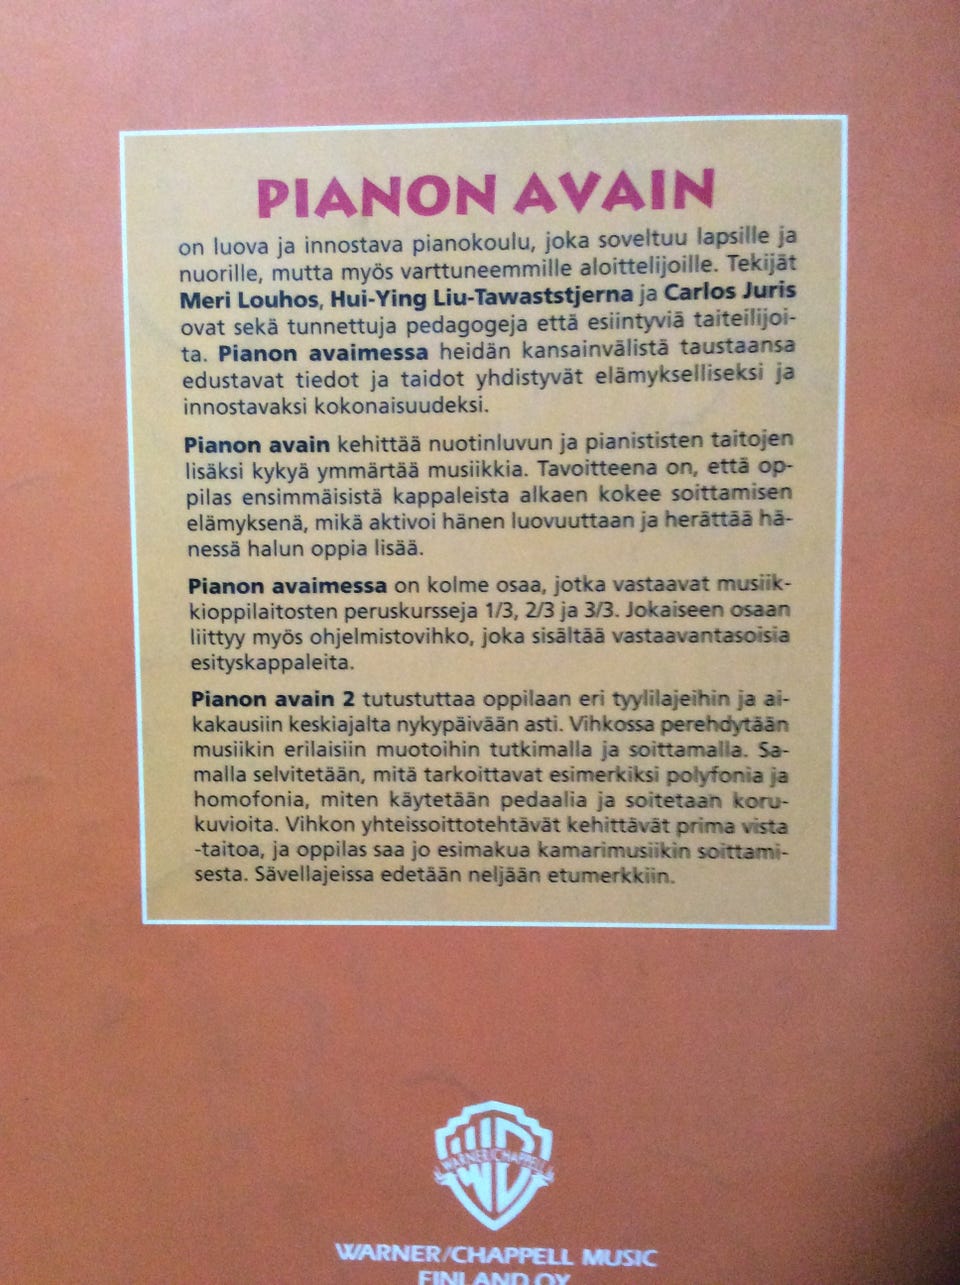 PIANON AVAIN
on luova ja innostava pianokoulu, joka soveltuu lapsille ja
nuorille, mutta myös varttuneemmille aloittelijoille. Tekijät
Meri Louhos, Hui-Ying Liu-Tawaststjerna ja Carlos Juris
ovat sekä tunnettuja pedagogeja että esiintyviä taiteilijoi-
ta. Pianon avaimessa heidän kansainvälistä taustaansa
edustavat tiedot ja taidot yhdistyvät elämykselliseksi ja
innostavaksi kokonaisuudeksi.
Pianon avain kehittää nuotinluvun ja pianististen taitojen
lisäksi kykyä ymmärtää musiikkia. Tavoitteena on, että op-
pilas ensimmäisistä kappaleista alkaen kokee soittamisen
elämyksenä, mikä aktivoi hänen luovuuttaan ja herättää hä-
nessä halun oppia lisää.
Pianon avaimessa on kolme osaa, jotka vastaavat musiik-
kioppilaitosten peruskursseja 1/3, 2/3 ja 3/3. Jokaiseen osaan
liittyy myös ohjelmistovihko, joka sisältää vastaavantasoisia
esityskappaleita.
Pianon avain 2 tutustuttaa oppilaan eri tyylilajeihin ja ai-
kakausiin keskiajalta nykypäivään asti. Vihkossa perehdytään
musiikin erilaisiin muotoihin tutkimalla ja soittamalla. Sa-
malla selvitetään, mitä tarkoittavat esimerkiksi polyfonia ja
homofonia, miten käytetään pedaalia ja soitetaan koru-
kuvioita. Vihkon yhteissoittotehtävät kehittävät prima vista
-taitoa, ja oppilas saa jo esimakua kamarimusiikin soittami-
sesta. Sävellajeissa edetään neljään etumerkkiin.
WARNER/CHAPPELL
WARNER/CHAPPELL MUSIC
FINLAND OY